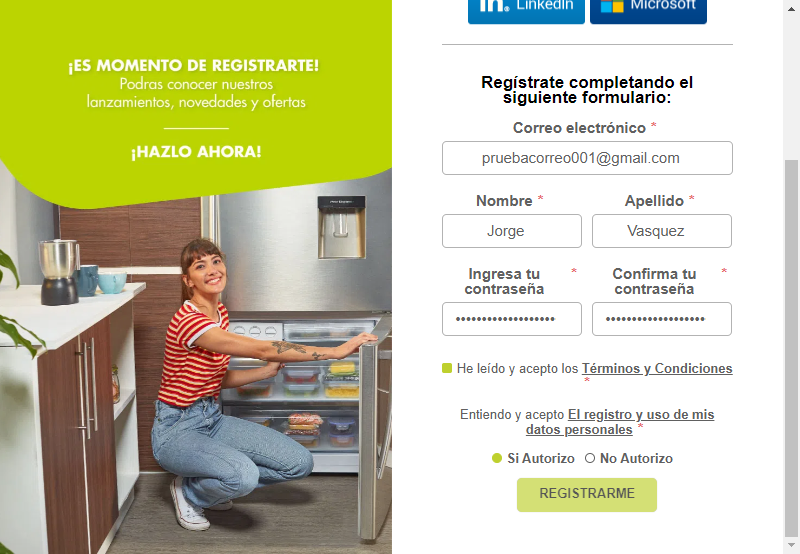 ¡ES MOMENTO DE REGISTRARTE!
Podras conocer nuestros
lanzamientos, novedades y ofertas
¡HAZLO AHORA!
in. LinkedIn
Microsoft
Regístrate completando el
siguiente formulario:
Correo electrónico *
pruebacorreo001@gmail.com
Nombre *
Apellido *
Jorge
Vasquez
Ingresa tu *
contraseña
Confirma tu *
contraseña
He leído y acepto los Términos y Condiciones
*
Entiendo y acepto El registro y uso de mis
datos personales *
Si Autorizo
No Autorizo
REGISTRARME